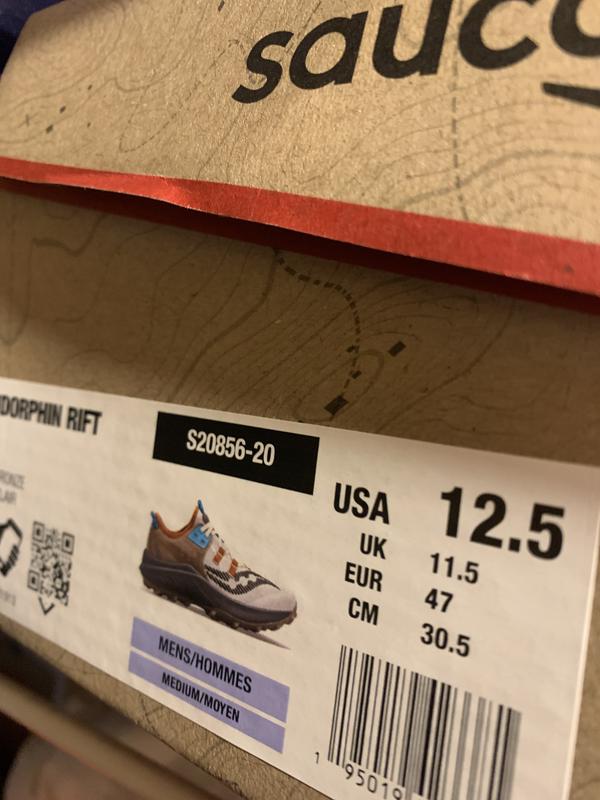 sauco
DORPHIN RIFT
S20856-20
USA 12.5
UK 11.5
EUR 47
CM 30.5
MENS/HOMMES
MEDIUM/MOYEN
1 95019